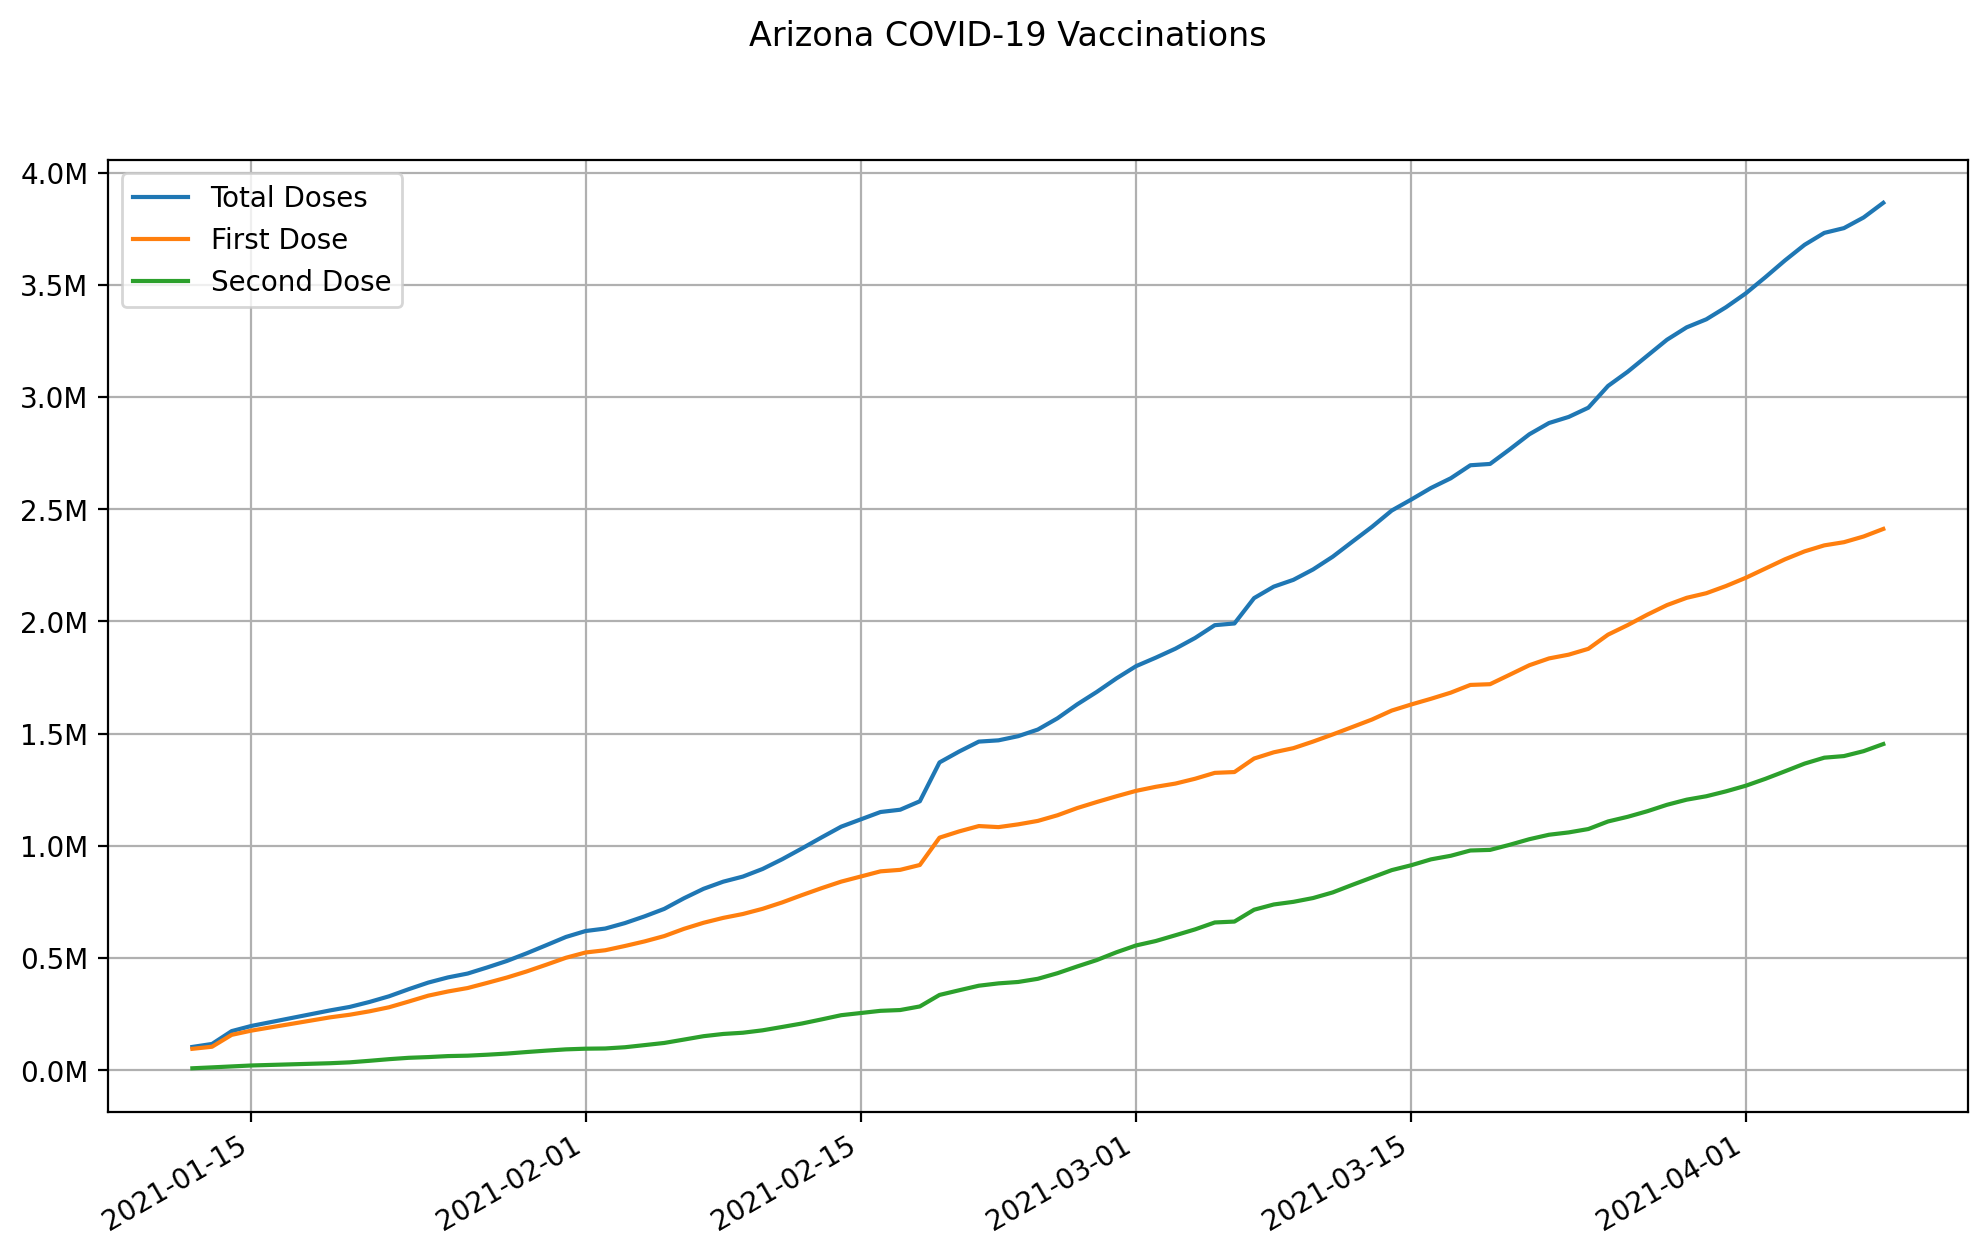 Arizona COVID-19 Vaccinations
4.0M
3.5M
3.0M
2.5M
2.0M
1.5M
1.0M
0.5M
0.0M
Total Doses
First Dose
Second Dose
2021-01-15
2021-02-01
2021-02-15
2021-03-01
2021-03-15
2021-04-01